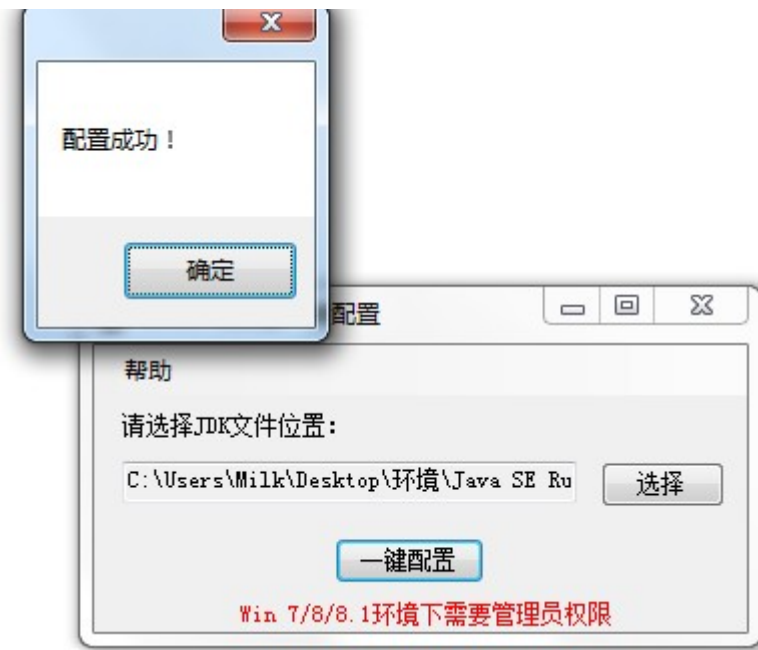 配置成功！
确定
配置
帮助
请选择JDK文件位置:
C:\Users\Milk\Desktop\环境\Java SE Ru
选择
一键配置
Win 7/8/8.1环境下需要管理员权限